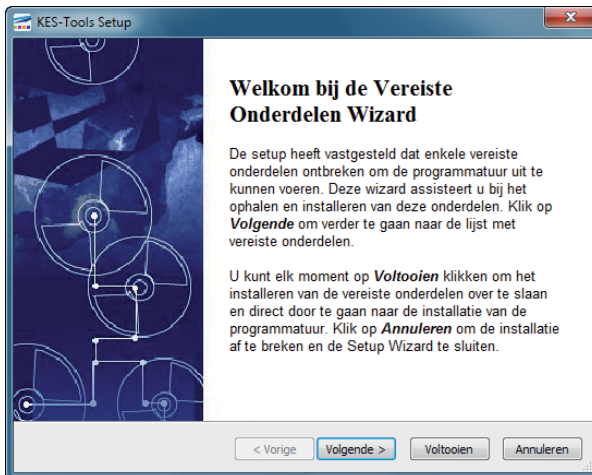 KES-Tools Setup
Welkom bij de Vereiste
Onderdelen Wizard
De setup heeft vastgesteld dat enkele vereiste
onderdelen ontbreken om de programmatuur uit te
kunnen voeren. Deze wizard assisteert u bij het
ophalen en installeren van deze onderdelen. Klik op
Volgende om verder te gaan naar de lijst met
vereiste onderdelen.
U kunt elk moment op Voltooien klikken om het
installeren van de vereiste onderdelen over te slaan
en direct door te gaan naar de installatie van de
programmatuur. Klik op Annuleren om de installatie
af te breken en de Setup Wizard te sluiten.
< Vorige Volgende > Voltooien Annuleren